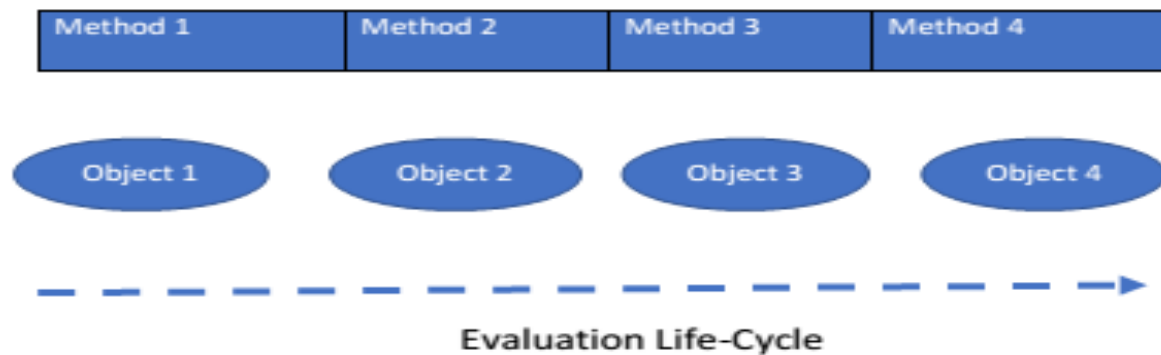 Method 1 Method 2 Method 3 Method 4
Object 1 Object 2 Object 3 Object 4
Evaluation Life-Cycle